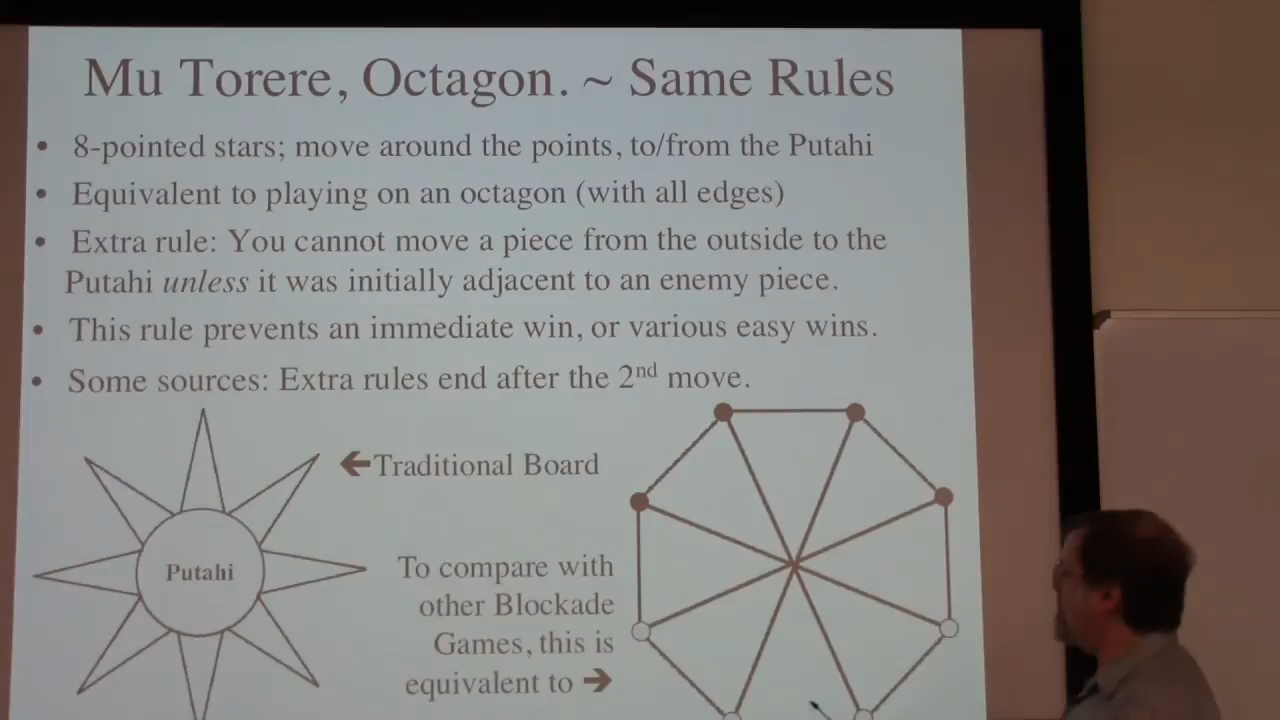 Mu Torere, Octagon. ~ Same Rules
• 8-pointed stars; move around the points, to/from the Putahi
• Equivalent to playing on an octagon (with all edges)
• Extra rule: You cannot move a piece from the outside to the
Putahi unless it was initially adjacent to an enemy piece.
• This rule prevents an immediate win, or various easy wins.
• Some sources: Extra rules end after the 2nd move.
←Traditional Board
Putahi
To compare with
other Blockade
Games, this is
equivalent to →